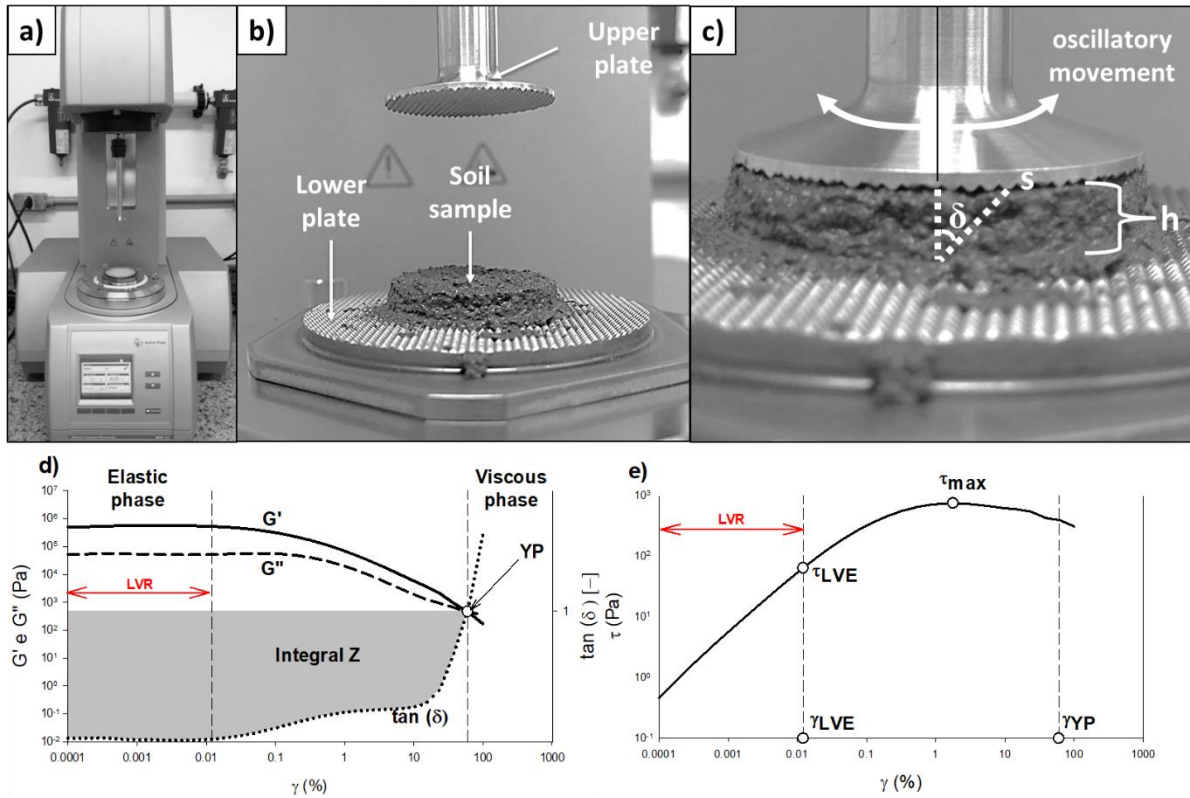 a)
b)
Upper
plate
Lower
plate
Soil
sample
c)
oscillatory
movement
s
δ
h
d)
Elastic
phase
Viscous
phase
10⁷
10⁶
10⁵
10⁴
10³
10²
10¹
10⁰
10⁻¹
10⁻²
G' e G" (Pa)
G'
G"
LVR
YP
Integral Z
tan (δ)
1
tan (δ) [−]
0.0001
0.001
0.01
0.1
1
10
100
1000
γ (%)
e)
10³
10²
10¹
10⁰
10⁻¹
τ (Pa)
LVR
τmax
τLVE
γLVE
γYP
0.0001
0.001
0.01
0.1
1
10
100
1000
γ (%)